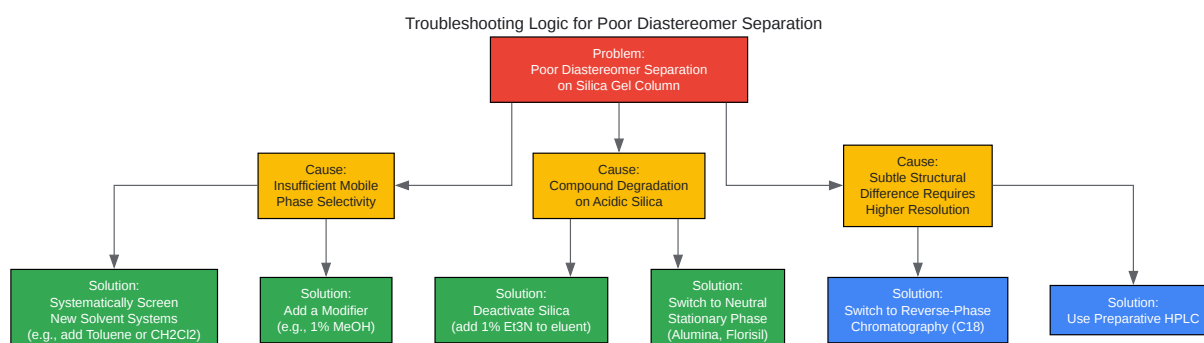 Troubleshooting Logic for Poor Diastereomer Separation
Problem:
Poor Diastereomer Separation
on Silica Gel Column
Cause:
Insufficient Mobile
Phase Selectivity
Cause:
Compound Degradation
on Acidic Silica
Cause:
Subtle Structural
Difference Requires
Higher Resolution
Solution:
Systematically Screen
New Solvent Systems
(e.g., add Toluene or CH2Cl2)
Solution:
Add a Modifier
(e.g., 1% MeOH)
Solution:
Deactivate Silica
(add 1% Et3N to eluent)
Solution:
Switch to Neutral
Stationary Phase
(Alumina, Florisil)
Solution:
Switch to Reverse-Phase
Chromatography (C18)
Solution:
Use Preparative HPLC